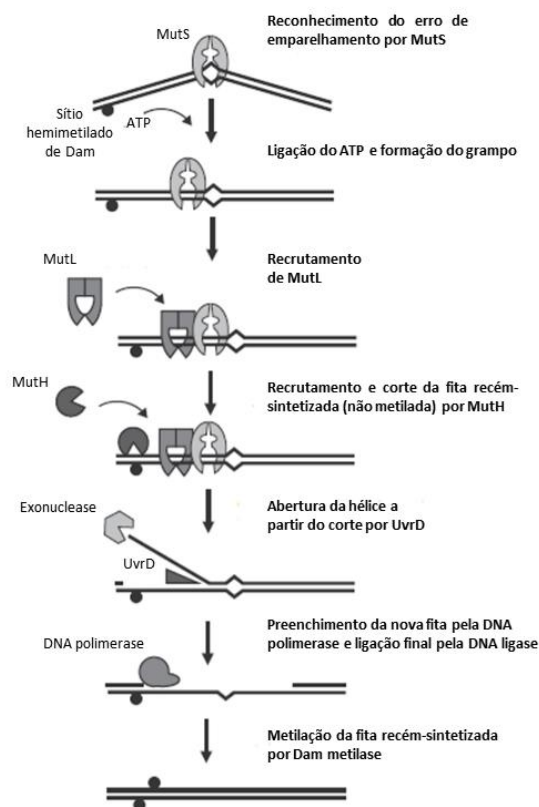 MutS
Reconhecimento do erro de
emparelhamento por MutS
Sítio
hemimetilado
de Dam
ATP
Ligação do ATP e formação do grampo
MutL
Recrutamento
de MutL
MutH
Recrutamento e corte da fita recém-
sintetizada (não metilada) por MutH
Exonuclease
Abertura da hélice a
partir do corte por UvrD
UvrD
Preenchimento da nova fita pela DNA
polimerase e ligação final pela DNA ligase
DNA polimerase
Metilação da fita recém-sintetizada
por Dam metilase